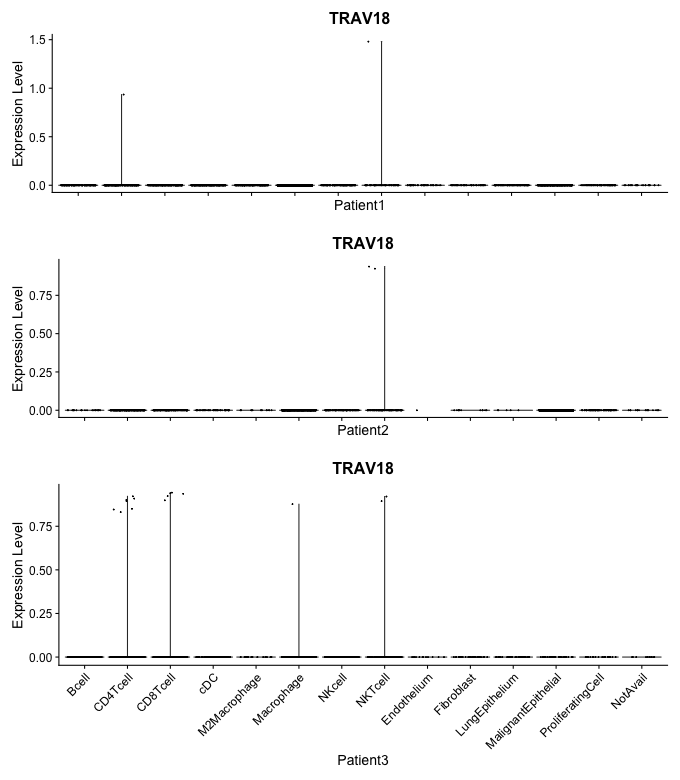 TRAV18
1.5
1.0
0.5
0.0
Expression Level
Patient1
TRAV18
0.75
0.50
0.25
0.00
Expression Level
Patient2
TRAV18
0.75
0.50
0.25
0.00
Expression Level
Bcell
CD4Tcell
CD8Tcell
cDC
M2Macrophage
Macrophage
NKcell
NKTcell
Endothelium
Fibroblast
LungEpithelium
MalignantEpithelial
ProliferatingCell
NotAvail
Patient3